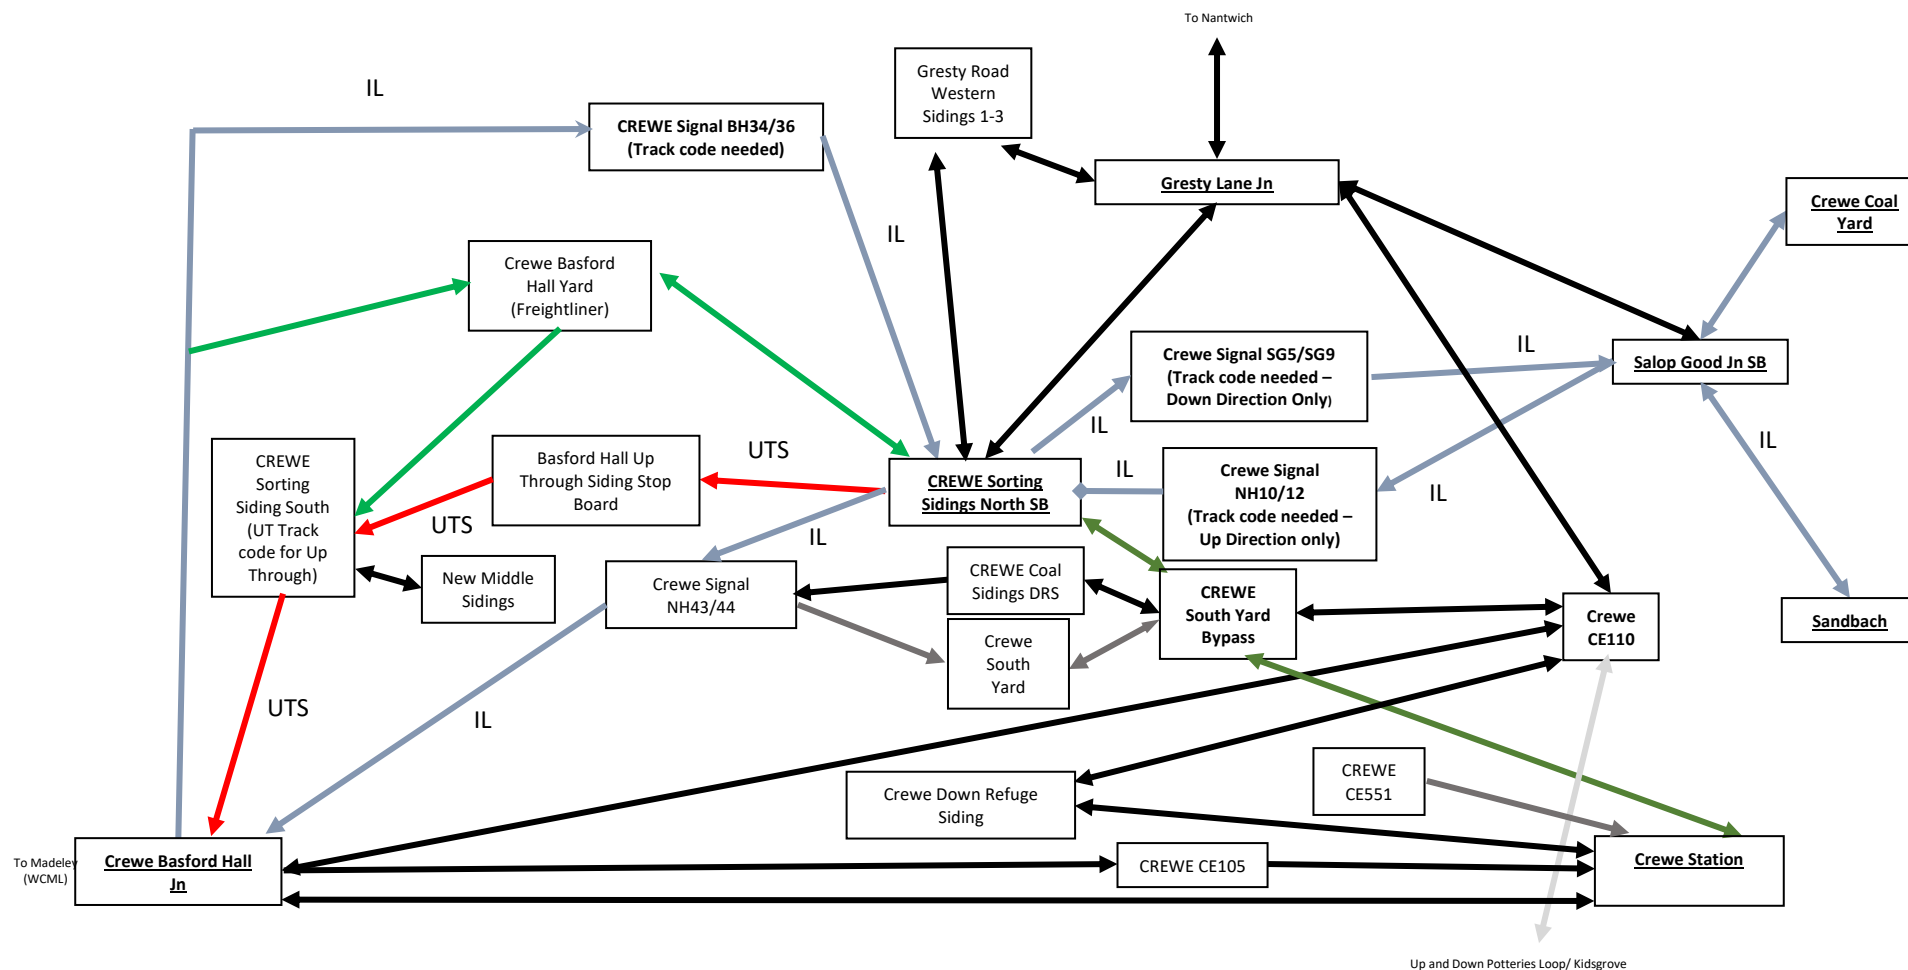 To Nantwich
IL
Gresty Road
Western
Sidings 1-3
CREWE Signal BH34/36
(Track code needed)
Gresty Lane Jn
Crewe Coal
Yard
IL
Crewe Basford
Hall Yard
(Freightliner)
Crewe Signal SG5/SG9
(Track code needed –
Down Direction Only)
IL
Salop Good Jn SB
IL
CREWE
Sorting
Siding South
(UT Track
code for Up
Through)
Basford Hall Up
Through Siding Stop
Board
UTS
UTS
CREWE Sorting
Sidings North SB
IL
Crewe Signal
NH10/12
(Track code needed –
Up Direction only)
IL
IL
IL
New Middle
Sidings
Crewe Signal
NH43/44
CREWE Coal
Sidings DRS
CREWE
South Yard
Bypass
Crewe
CE110
Sandbach
Crewe
South
Yard
UTS
IL
CREWE
CE551
Crewe Down Refuge
Siding
To Madeley
(WCML)
Crewe Basford Hall
Jn
CREWE CE105
Crewe Station
Up and Down Potteries Loop/ Kidsgrove